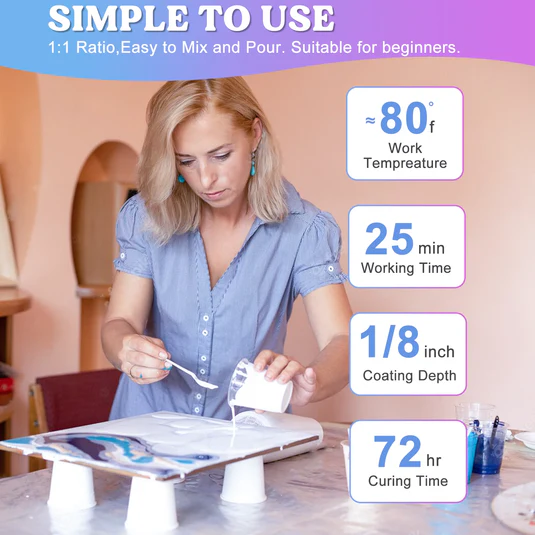 SIMPLE TO USE
1:1 Ratio,Easy to Mix and Pour. Suitable for beginners.
≈80°f
Work
Tempreature
25 min
Working Time
1/8 inch
Coating Depth
72 hr
Curing Time